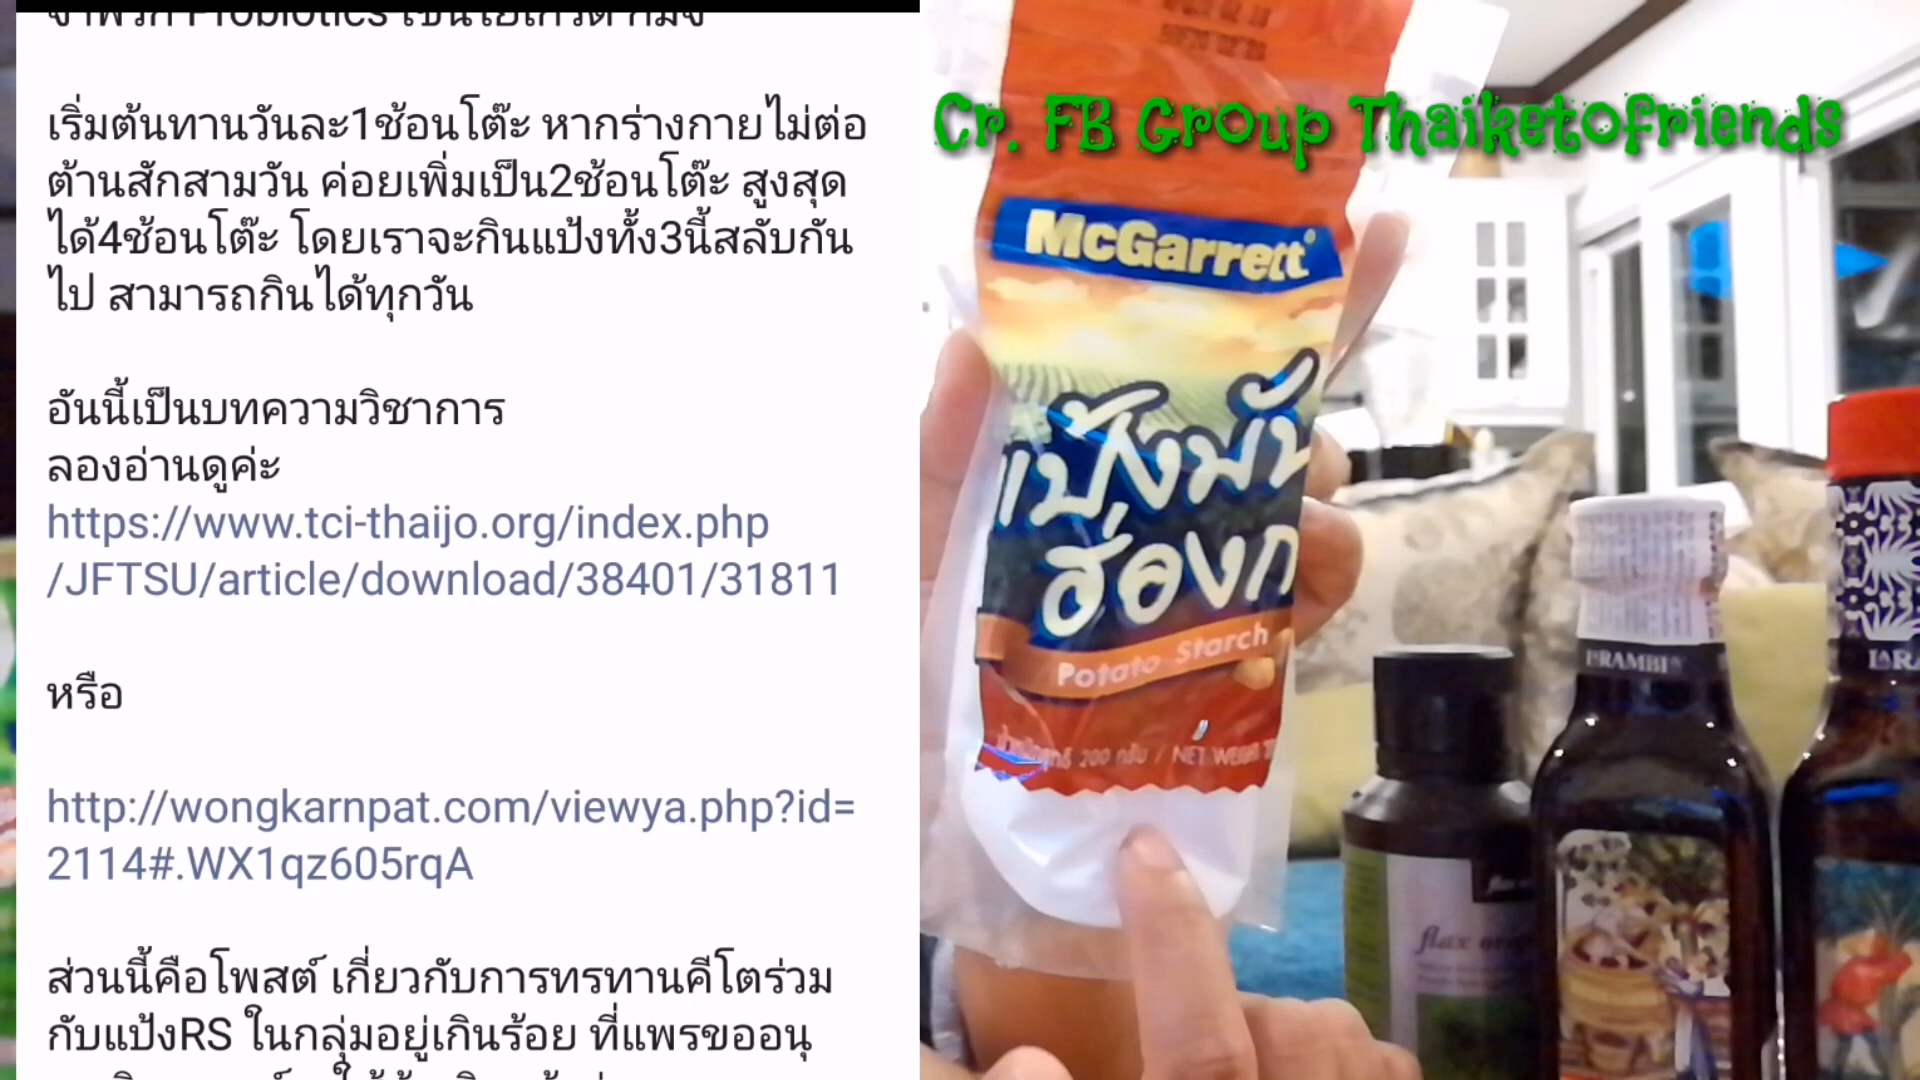 เริ่มต้นทานวันละ1ช้อนโต๊ะ หากร่างกายไม่ต่อ
ต้านสักสามวัน ค่อยเพิ่มเป็น2ช้อนโต๊ะ สูงสุด
ได้4ช้อนโต๊ะ โดยเราจะกินแป้งทั้ง3นี้สลับกัน
ไป สามารถกินได้ทุกวัน
อันนี้เป็นบทความวิชาการ
ลองอ่านดูค่ะ
https://www.tci-thaijo.org/index.php
/JFTSU/article/download/38401/31811
หรือ
http://wongkarnpat.com/viewya.php?id=
2114#.WX1qz605rqA
ส่วนนี้คือโพสต์ เกี่ยวกับการทรทานคีโตร่วม
กับแป้งRS ในกลุ่มอยู่เกินร้อย ที่แพรขออนุ
Cr. FB Group Thaiketofriends
McGarrett
แป้งมัน
ฮ่องก
Potato Starch
200 กรัม / NET WEIGHT
flax